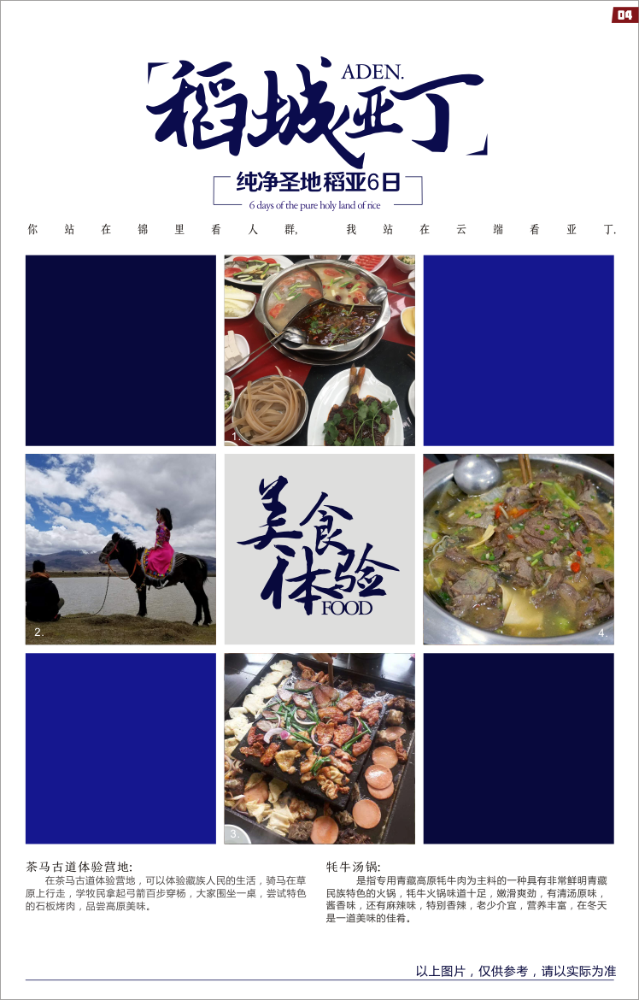 04
稻城亚丁
ADEN.
纯净圣地 稻亚6日
6 days of the pure holy land of rice
你站在锦里看人群, 我站在云端看亚丁.
1.
2.
美食
体验
FOOD
4.
3.
茶马古道体验营地:
在茶马古道体验营地，可以体验藏族人民的生活，骑马在草
原上行走，学牧民拿起弓箭百步穿杨，大家围坐一桌，尝试特色
的石板烤肉，品尝高原美味。
牦牛汤锅:
是指专用青藏高原牦牛肉为主料的一种具有非常鲜明青藏
民族特色的火锅，牦牛火锅味道十足，嫩滑爽劲，有清汤原味，
酱香味，还有麻辣味，特别香辣，老少介宜，营养丰富，在冬天
是一道美味的佳肴。
以上图片，仅供参考，请以实际为准